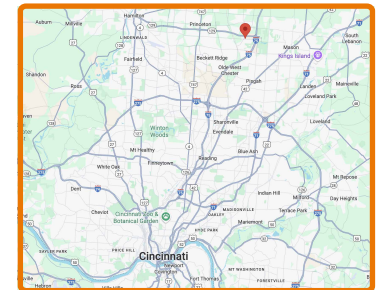 Auburn
Millville
Hamilton
Princeton
South
Lebanon
LINDENWALD
Mason
Kings Island
Fairfield
Beckett Ridge
Olde West
Chester
Shandon
Ross
Pisgah
Landen
Maineville
Loveland Park
Sharonville
Evendale
Loveland
Winton
Woods
Mt Healthy
Blue Ash
Finneytown
Reading
White Oak
Mt Repose
Dent
Indian Hill
Milford
Day Heights
Cheviot
Cincinnati Zoo &
Botanical Garden
MADISONVILLE
OAKLEY
Terrace Park
Mariemont
HYDE PARK
SAYLER PARK
PRICE HILL
Cincinnati
Newport
Covington
MT WASHINGTON
Fort Thomas
FORESTVILLE